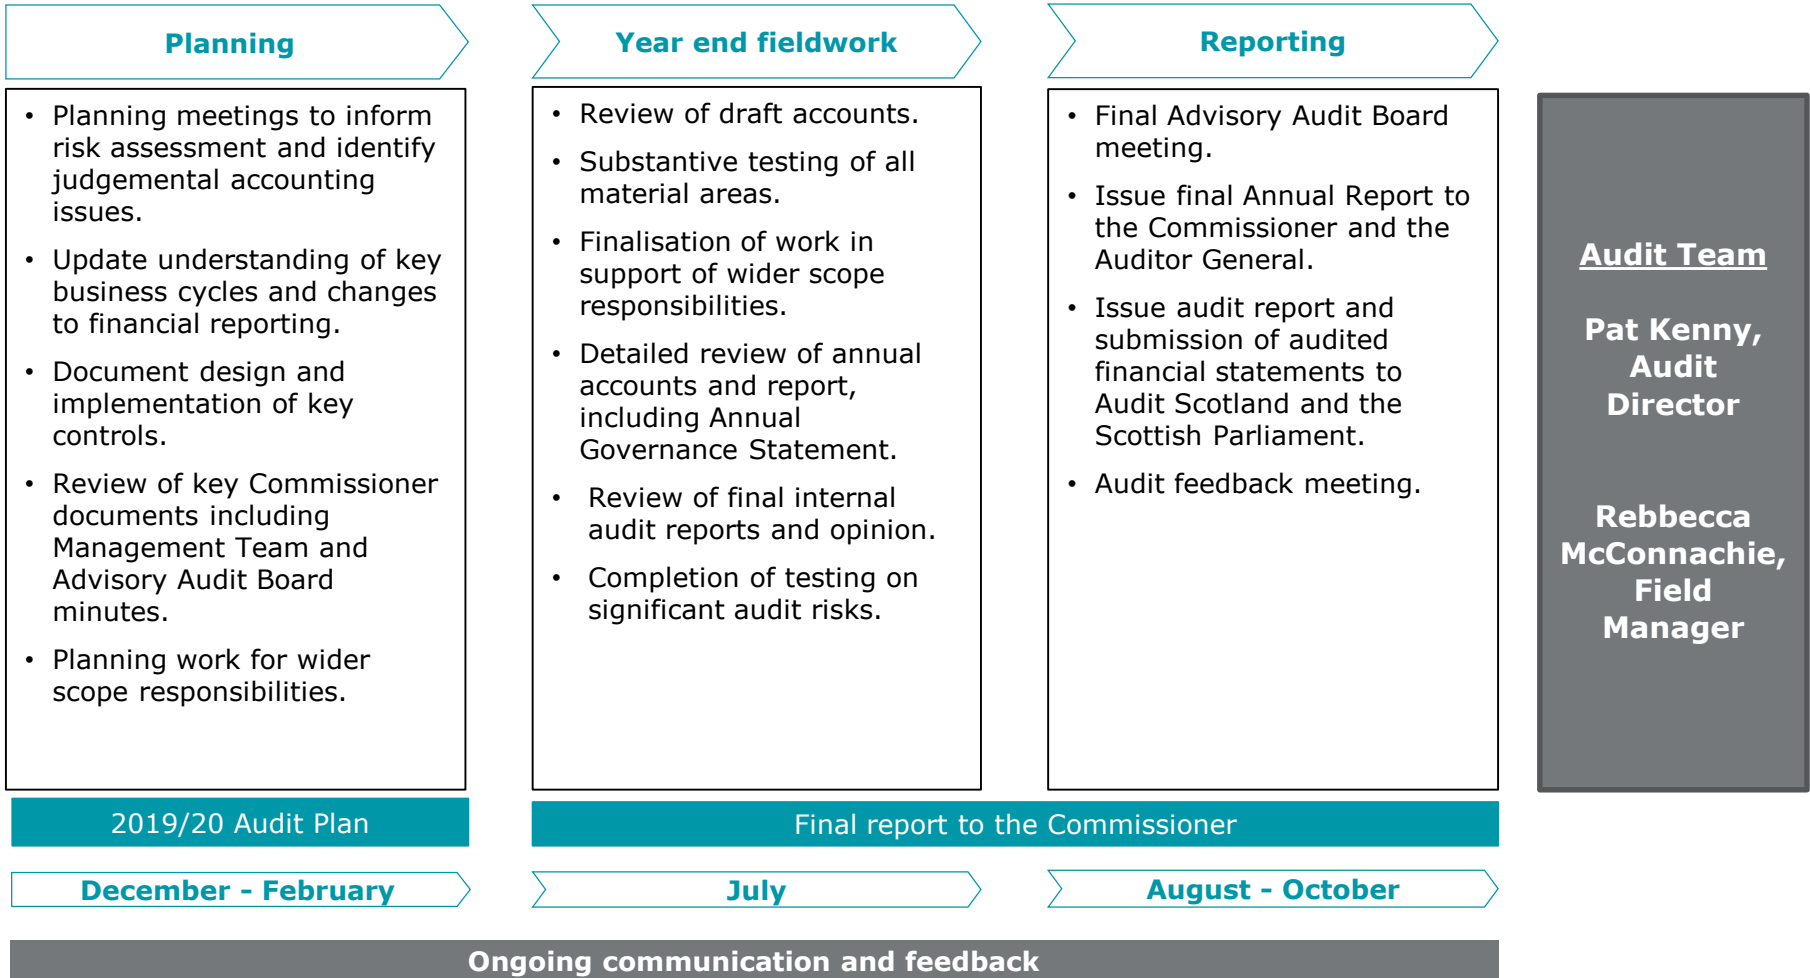 Planning
• Planning meetings to inform
risk assessment and identify
judgemental accounting
issues.
• Update understanding of key
business cycles and changes
to financial reporting.
• Document design and
implementation of key
controls.
• Review of key Commissioner
documents including
Management Team and
Advisory Audit Board
minutes.
• Planning work for wider
scope responsibilities.
2019/20 Audit Plan
December - February
Year end fieldwork
• Review of draft accounts.
• Substantive testing of all
material areas.
• Finalisation of work in
support of wider scope
responsibilities.
• Detailed review of annual
accounts and report,
including Annual
Governance Statement.
• Review of final internal
audit reports and opinion.
• Completion of testing on
significant audit risks.
July
Reporting
• Final Advisory Audit Board
meeting.
• Issue final Annual Report to
the Commissioner and the
Auditor General.
• Issue audit report and
submission of audited
financial statements to
Audit Scotland and the
Scottish Parliament.
• Audit feedback meeting.
Final report to the Commissioner
August - October
Audit Team
Pat Kenny,
Audit
Director
Rebbecca
McConnachie,
Field
Manager
Ongoing communication and feedback